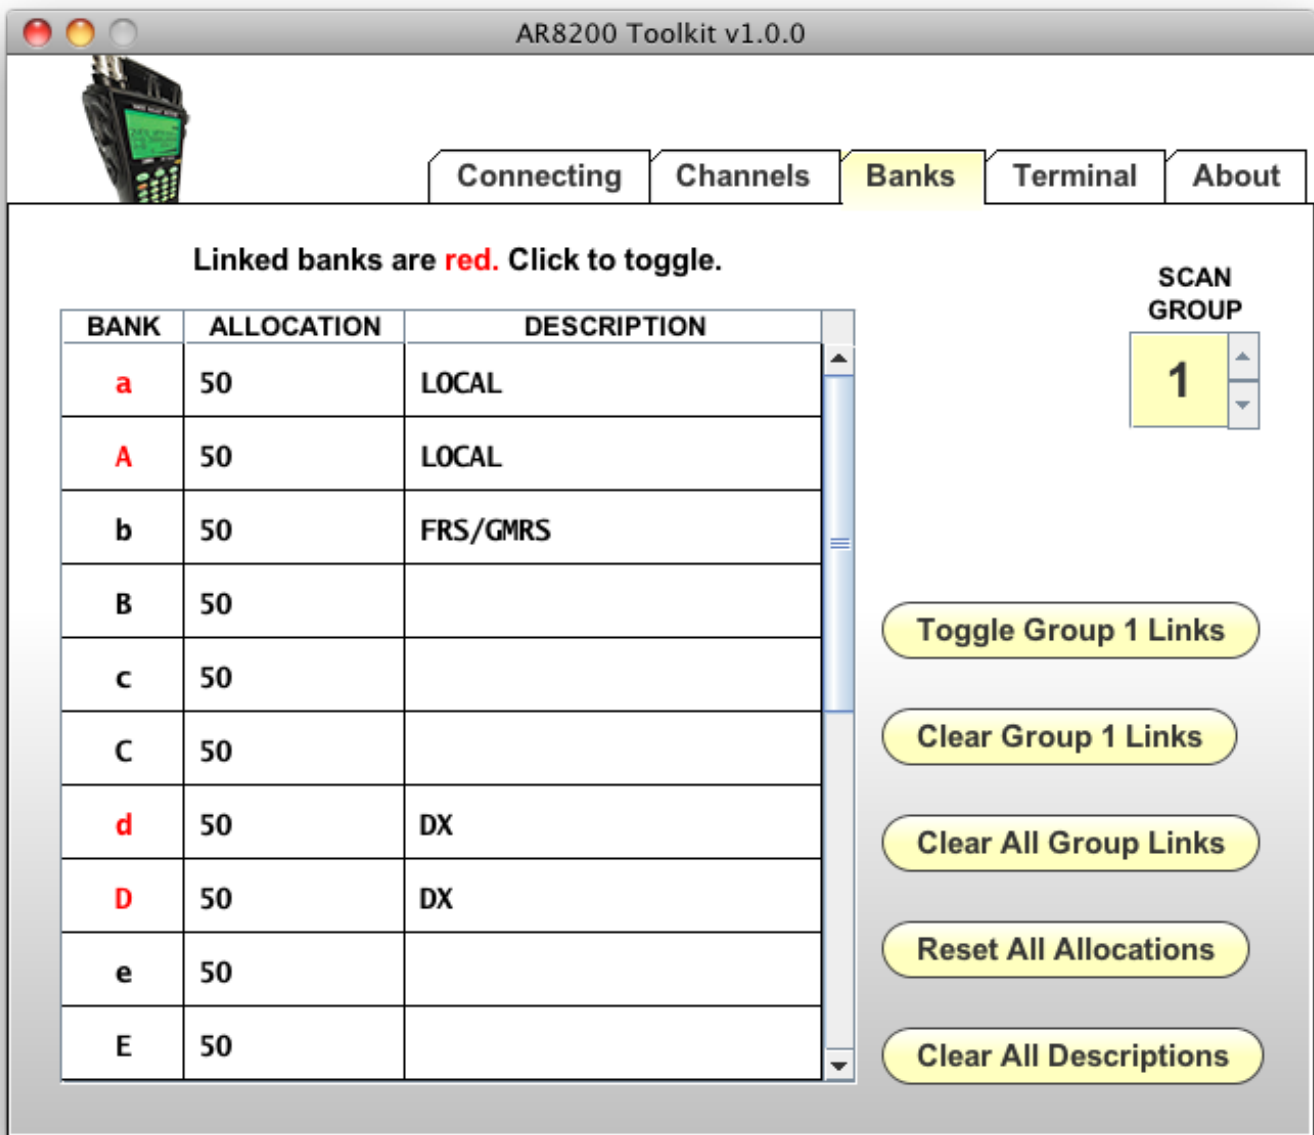 AR8200 Toolkit v1.0.0
Connecting Channels Banks Terminal About
Linked banks are red. Click to toggle.
SCAN
GROUP
1
BANK ALLOCATION DESCRIPTION
a 50 LOCAL
A 50 LOCAL
b 50 FRS/GMRS
B 50
c 50
C 50
d 50 DX
D 50 DX
e 50
E 50
Toggle Group 1 Links
Clear Group 1 Links
Clear All Group Links
Reset All Allocations
Clear All Descriptions